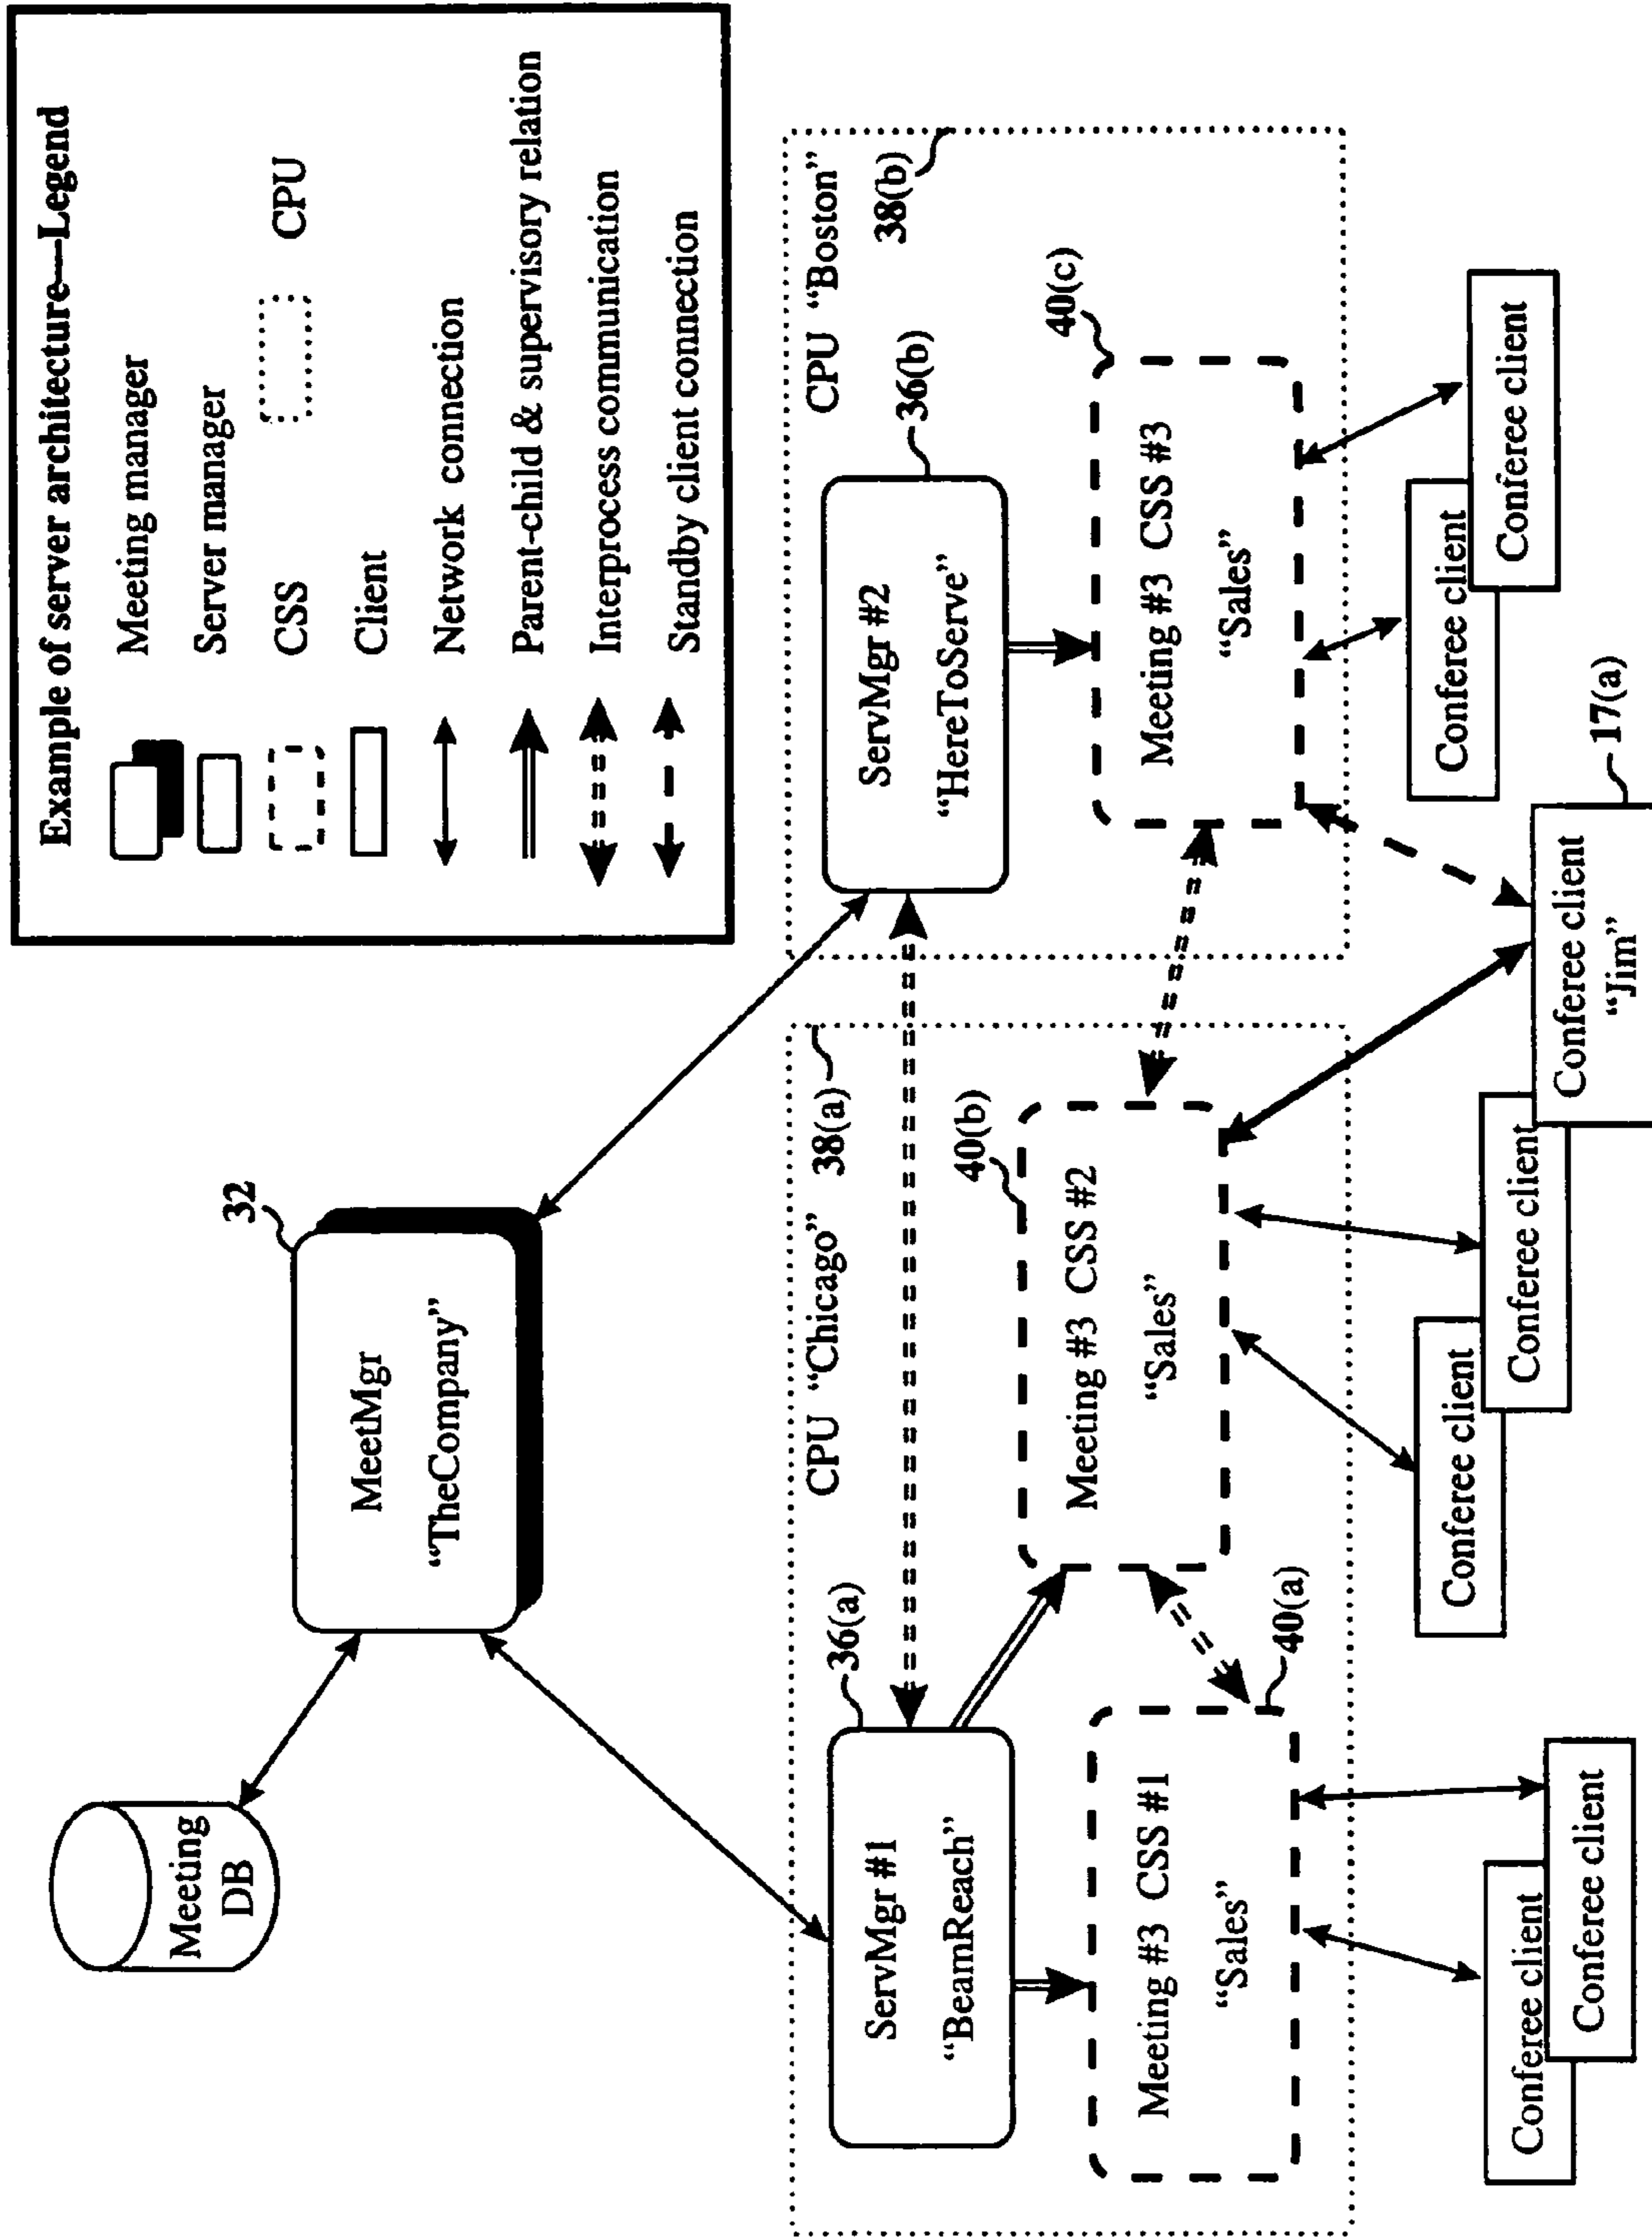 Example of server architecture—Legend
Meeting manager
Server manager
CSS
CPU
Client
Network connection
Parent-child & supervisory relation
Interprocess communication
Standby client connection
Meeting
DB
MeetMgr
“TheCompany”
32
CPU “Chicago”
38(a)
ServMgr #1
“BeamReach”
36(a)
Meeting #3 CSS #1
“Sales”
40(a)
Meeting #3 CSS #2
“Sales”
40(b)
CPU “Boston”
38(b)
ServMgr #2
“HereToServe”
36(b)
Meeting #3 CSS #3
“Sales”
40(c)
Conferee client
Conferee client
Conferee client
Conferee client
Conferee client
“Jim”
17(a)
Conferee client
Conferee client